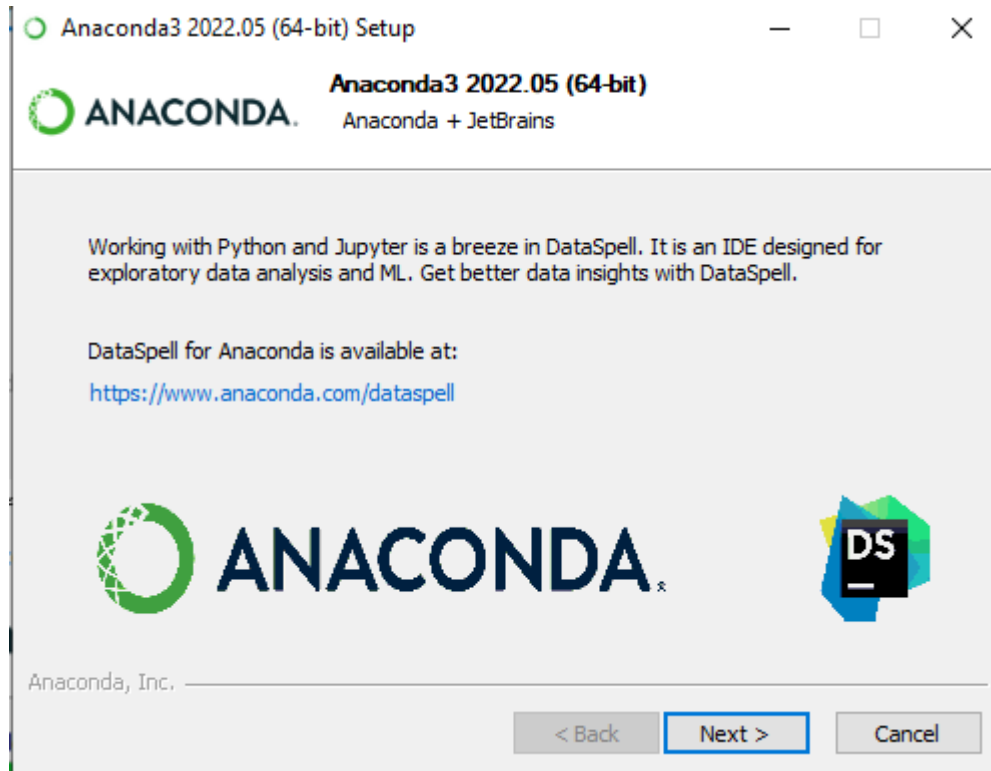 Anaconda3 2022.05 (64-bit) Setup
ANACONDA.
Anaconda3 2022.05 (64-bit)
Anaconda + JetBrains
Working with Python and Jupyter is a breeze in DataSpell. It is an IDE designed for
exploratory data analysis and ML. Get better data insights with DataSpell.
DataSpell for Anaconda is available at:
https://www.anaconda.com/dataspell
ANACONDA.®
DS
Anaconda, Inc.
< Back
Next >
Cancel